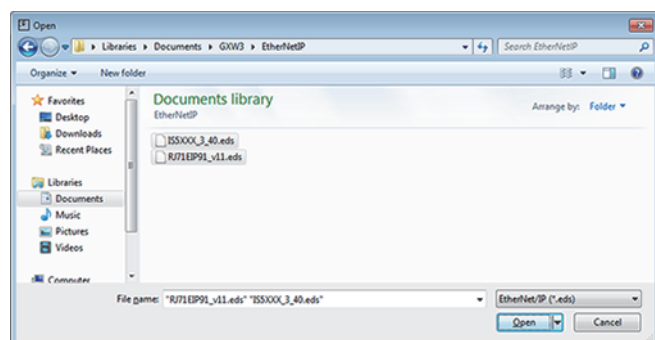 Open
Libraries ▸ Documents ▸ GXW3 ▸ EtherNetIP
Search EtherNetIP
Organize
New folder
Favorites
Desktop
Downloads
Recent Places
Libraries
Documents
Music
Pictures
Videos
Computer
Documents library
EtherNetIP
Arrange by: Folder
IS5XXX_3_40.eds
RJ71EIP91_v11.eds
File name: "RJ71EIP91_v11.eds" "IS5XXX_3_40.eds"
EtherNet/IP (*.eds)
Open
Cancel